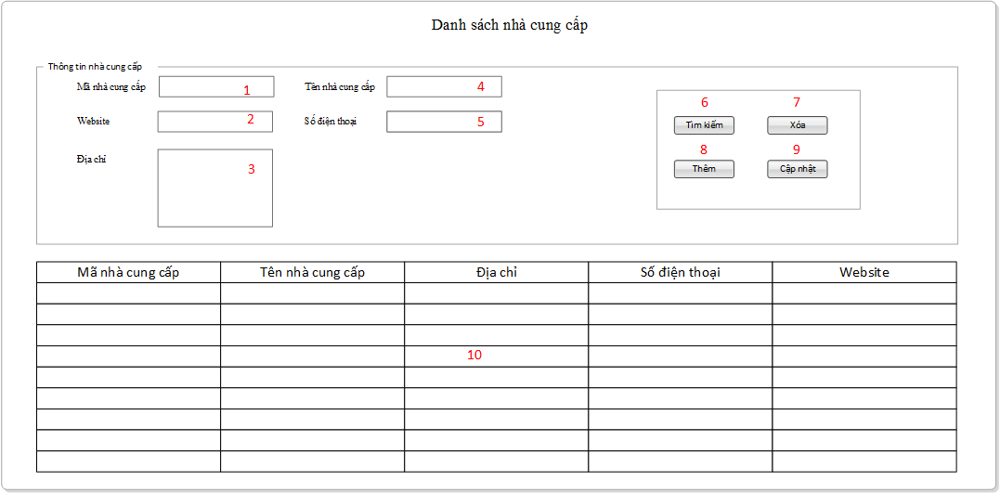 Danh sách nhà cung cấp
Thông tin nhà cung cấp
Mã nhà cung cấp 1 Tên nhà cung cấp 4
Website 2 Số điện thoại 5
Địa chỉ 3
6 7
Tìm kiếm Xóa
8 9
Thêm Cập nhật
Mã nhà cung cấp Tên nhà cung cấp Địa chỉ Số điện thoại Website
10